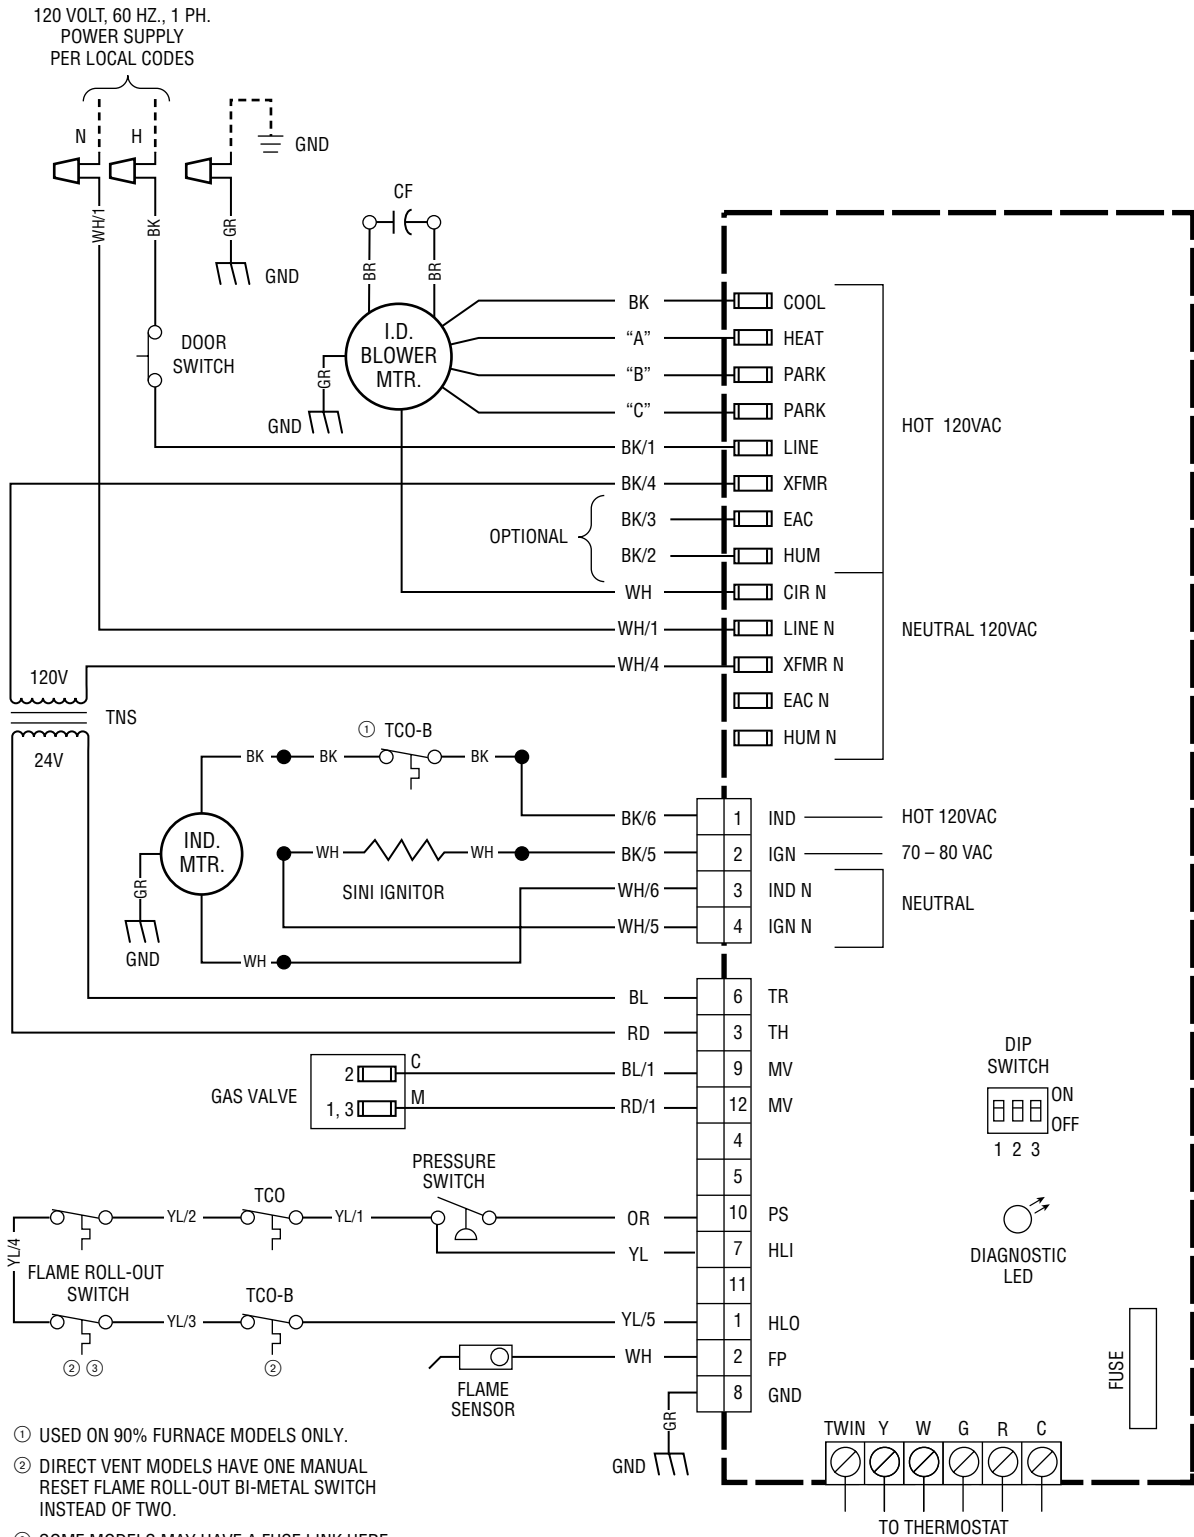 120 VOLT, 60 HZ., 1 PH.
POWER SUPPLY
PER LOCAL CODES
N
H
GND
WH/1
BK
GR
GND
CF
BR
BR
I.D.
BLOWER
MTR.
GR
GND
DOOR
SWITCH
BK
COOL
“A”
HEAT
“B”
PARK
“C”
PARK
BK/1
LINE
BK/4
XFMR
OPTIONAL
BK/3
EAC
BK/2
HUM
HOT 120VAC
WH
CIR N
WH/1
LINE N
WH/4
XFMR N
EAC N
HUM N
NEUTRAL 120VAC
120V
TNS
24V
① TCO-B
BK
BK
BK
IND.
MTR.
GR
GND
WH
WH
SINI IGNITOR
WH
BK/6
1
IND
HOT 120VAC
BK/5
2
IGN
70 – 80 VAC
WH/6
3
IND N
WH/5
4
IGN N
NEUTRAL
BL
6
TR
RD
3
TH
GAS VALVE
2
C
BL/1
9
MV
1, 3
M
RD/1
12
MV
4
5
PRESSURE
SWITCH
OR
10
PS
YL
7
HLI
11
YL/2
TCO
YL/1
YL/4
FLAME ROLL-OUT
SWITCH
YL/3
TCO-B
YL/5
1
HLO
② ③
②
WH
2
FP
FLAME
SENSOR
8
GND
GR
GND
DIP
SWITCH
ON
OFF
1 2 3
DIAGNOSTIC
LED
FUSE
TWIN Y W G R C
TO THERMOSTAT
① USED ON 90% FURNACE MODELS ONLY.
② DIRECT VENT MODELS HAVE ONE MANUAL
RESET FLAME ROLL-OUT BI-METAL SWITCH
INSTEAD OF TWO.
SOME MODELS MAY HAVE A FUSE LINK HERE